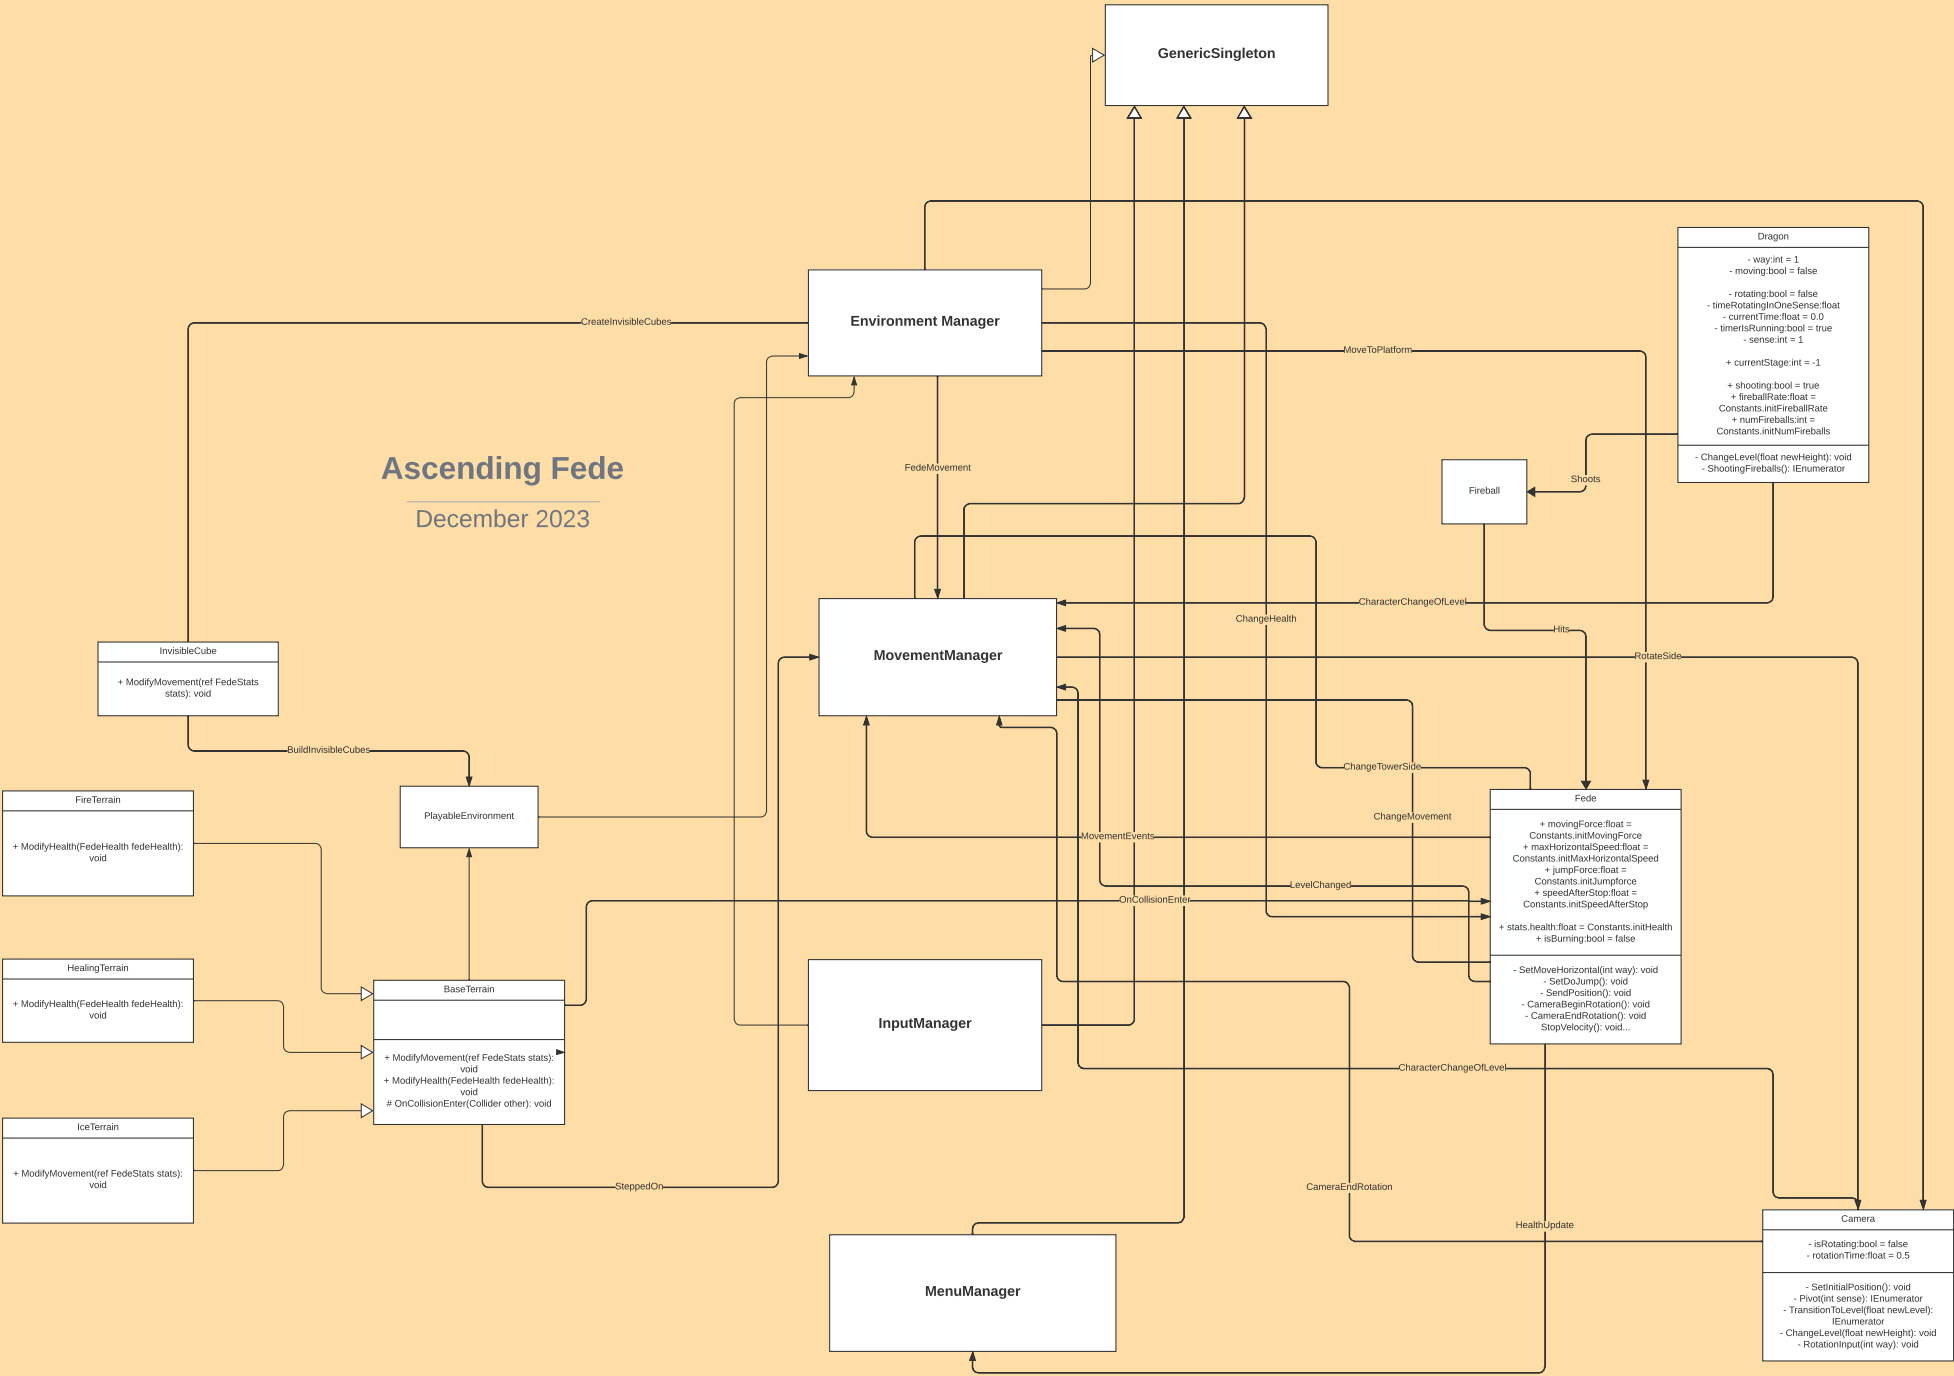 GenericSingleton
Environment Manager
CreateInvisibleCubes
MoveToPlatform
Dragon
- way:int = 1
- moving:bool = false
- rotating:bool = false
- timeRotatingInOneSense:float
- currentTime:float = 0.0
- timerIsRunning:bool = true
- sense:int = 1
+ currentStage:int = -1
+ shooting:bool = true
+ fireballRate:float =
Constants.initFireballRate
+ numFireballs:int =
Constants.initNumFireballs
- ChangeLevel(float newHeight): void
- ShootingFireballs(): IEnumerator
Ascending Fede
December 2023
FedeMovement
Shoots
Fireball
CharacterChangeOfLevel
ChangeHealth
Hits
MovementManager
RotateSide
InvisibleCube
+ ModifyMovement(ref FedeStats
stats): void
BuildInvisibleCubes
ChangeTowerSide
FireTerrain
+ ModifyHealth(FedeHealth fedeHealth):
void
PlayableEnvironment
ChangeMovement
MovementEvents
LevelChanged
OnCollisionEnter
Fede
+ movingForce:float =
Constants.initMovingForce
+ maxHorizontalSpeed:float =
Constants.initMaxHorizontalSpeed
+ jumpForce:float =
Constants.initJumpforce
+ speedAfterStop:float =
Constants.initSpeedAfterStop
+ stats.health:float = Constants.initHealth
+ isBurning:bool = false
- SetMoveHorizontal(int way): void
- SetDoJump(): void
- SendPosition(): void
- CameraBeginRotation(): void
- CameraEndRotation(): void
StopVelocity(): void...
HealingTerrain
+ ModifyHealth(FedeHealth fedeHealth):
void
BaseTerrain
+ ModifyMovement(ref FedeStats stats):
void
+ ModifyHealth(FedeHealth fedeHealth):
void
# OnCollisionEnter(Collider other): void
InputManager
CharacterChangeOfLevel
IceTerrain
+ ModifyMovement(ref FedeStats stats):
void
SteppedOn
CameraEndRotation
HealthUpdate
MenuManager
Camera
- isRotating:bool = false
- rotationTime:float = 0.5
- SetInitialPosition(): void
- Pivot(int sense): IEnumerator
- TransitionToLevel(float newLevel):
IEnumerator
- ChangeLevel(float newHeight): void
- RotationInput(int way): void